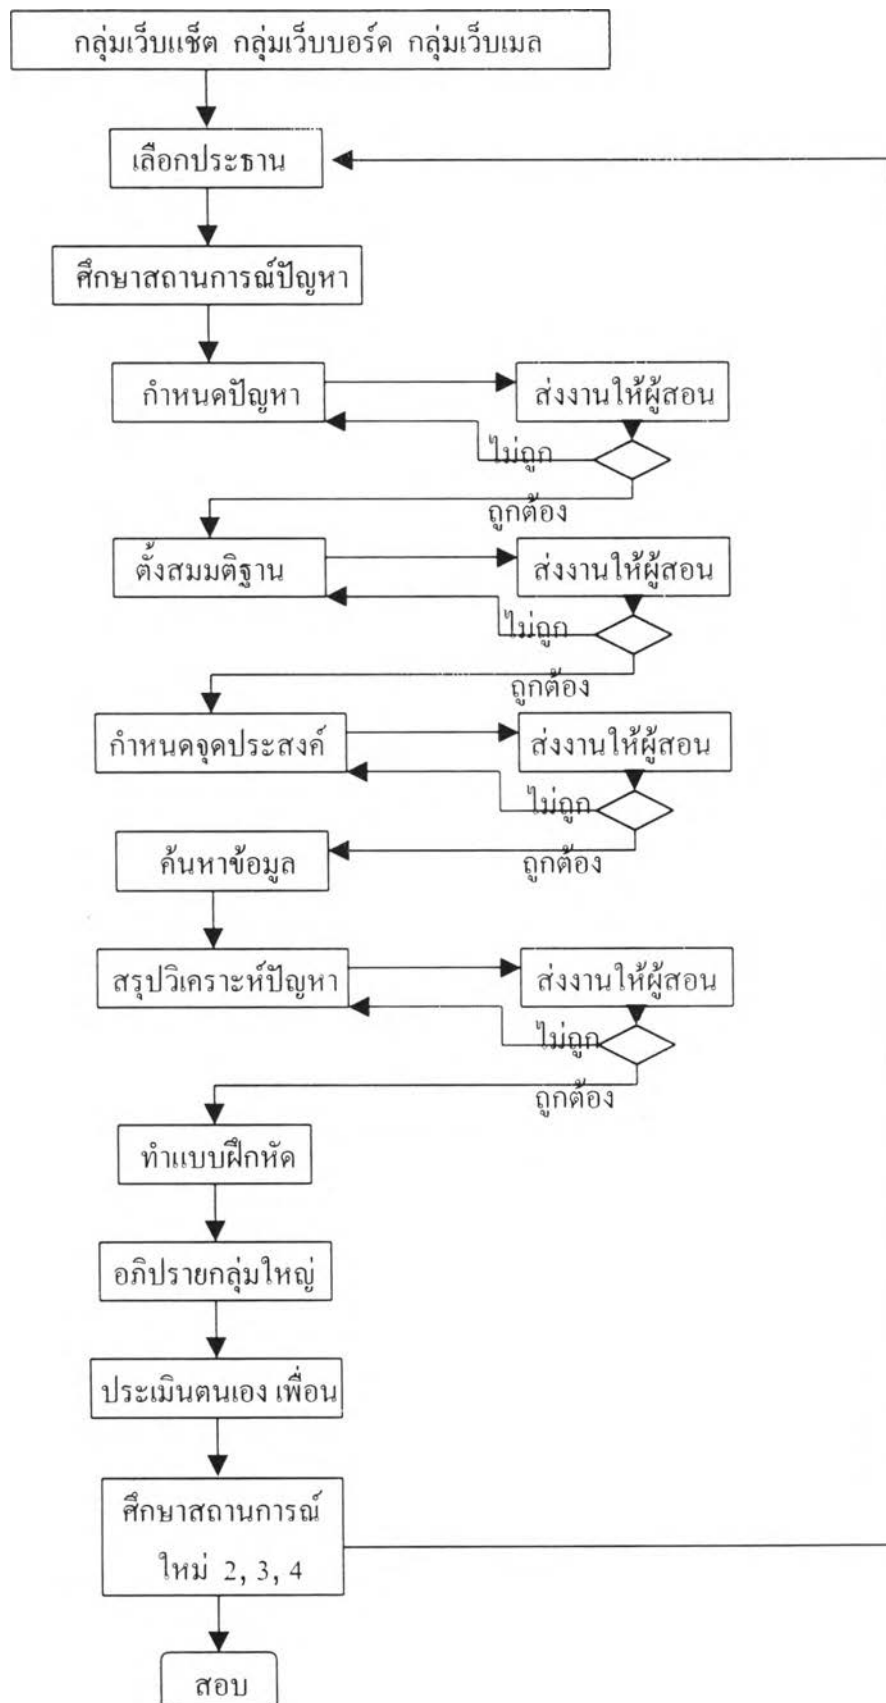 กลุ่มเว็บแช็ต กลุ่มเว็บบอร์ด กลุ่มเว็บเมล
เลือกประธาน
ศึกษาสถานการณ์ปัญหา
กำหนดปัญหา
ส่งงานให้ผู้สอน
ไม่ถูก
ถูกต้อง
ตั้งสมมติฐาน
ส่งงานให้ผู้สอน
ไม่ถูก
ถูกต้อง
กำหนดจุดประสงค์
ส่งงานให้ผู้สอน
ไม่ถูก
ถูกต้อง
ค้นหาข้อมูล
สรุปวิเคราะห์ปัญหา
ส่งงานให้ผู้สอน
ไม่ถูก
ถูกต้อง
ทำแบบฝึกหัด
อภิปรายกลุ่มใหญ่
ประเมินตนเอง เพื่อน
ศึกษาสถานการณ์
ใหม่ 2, 3, 4
สอบ